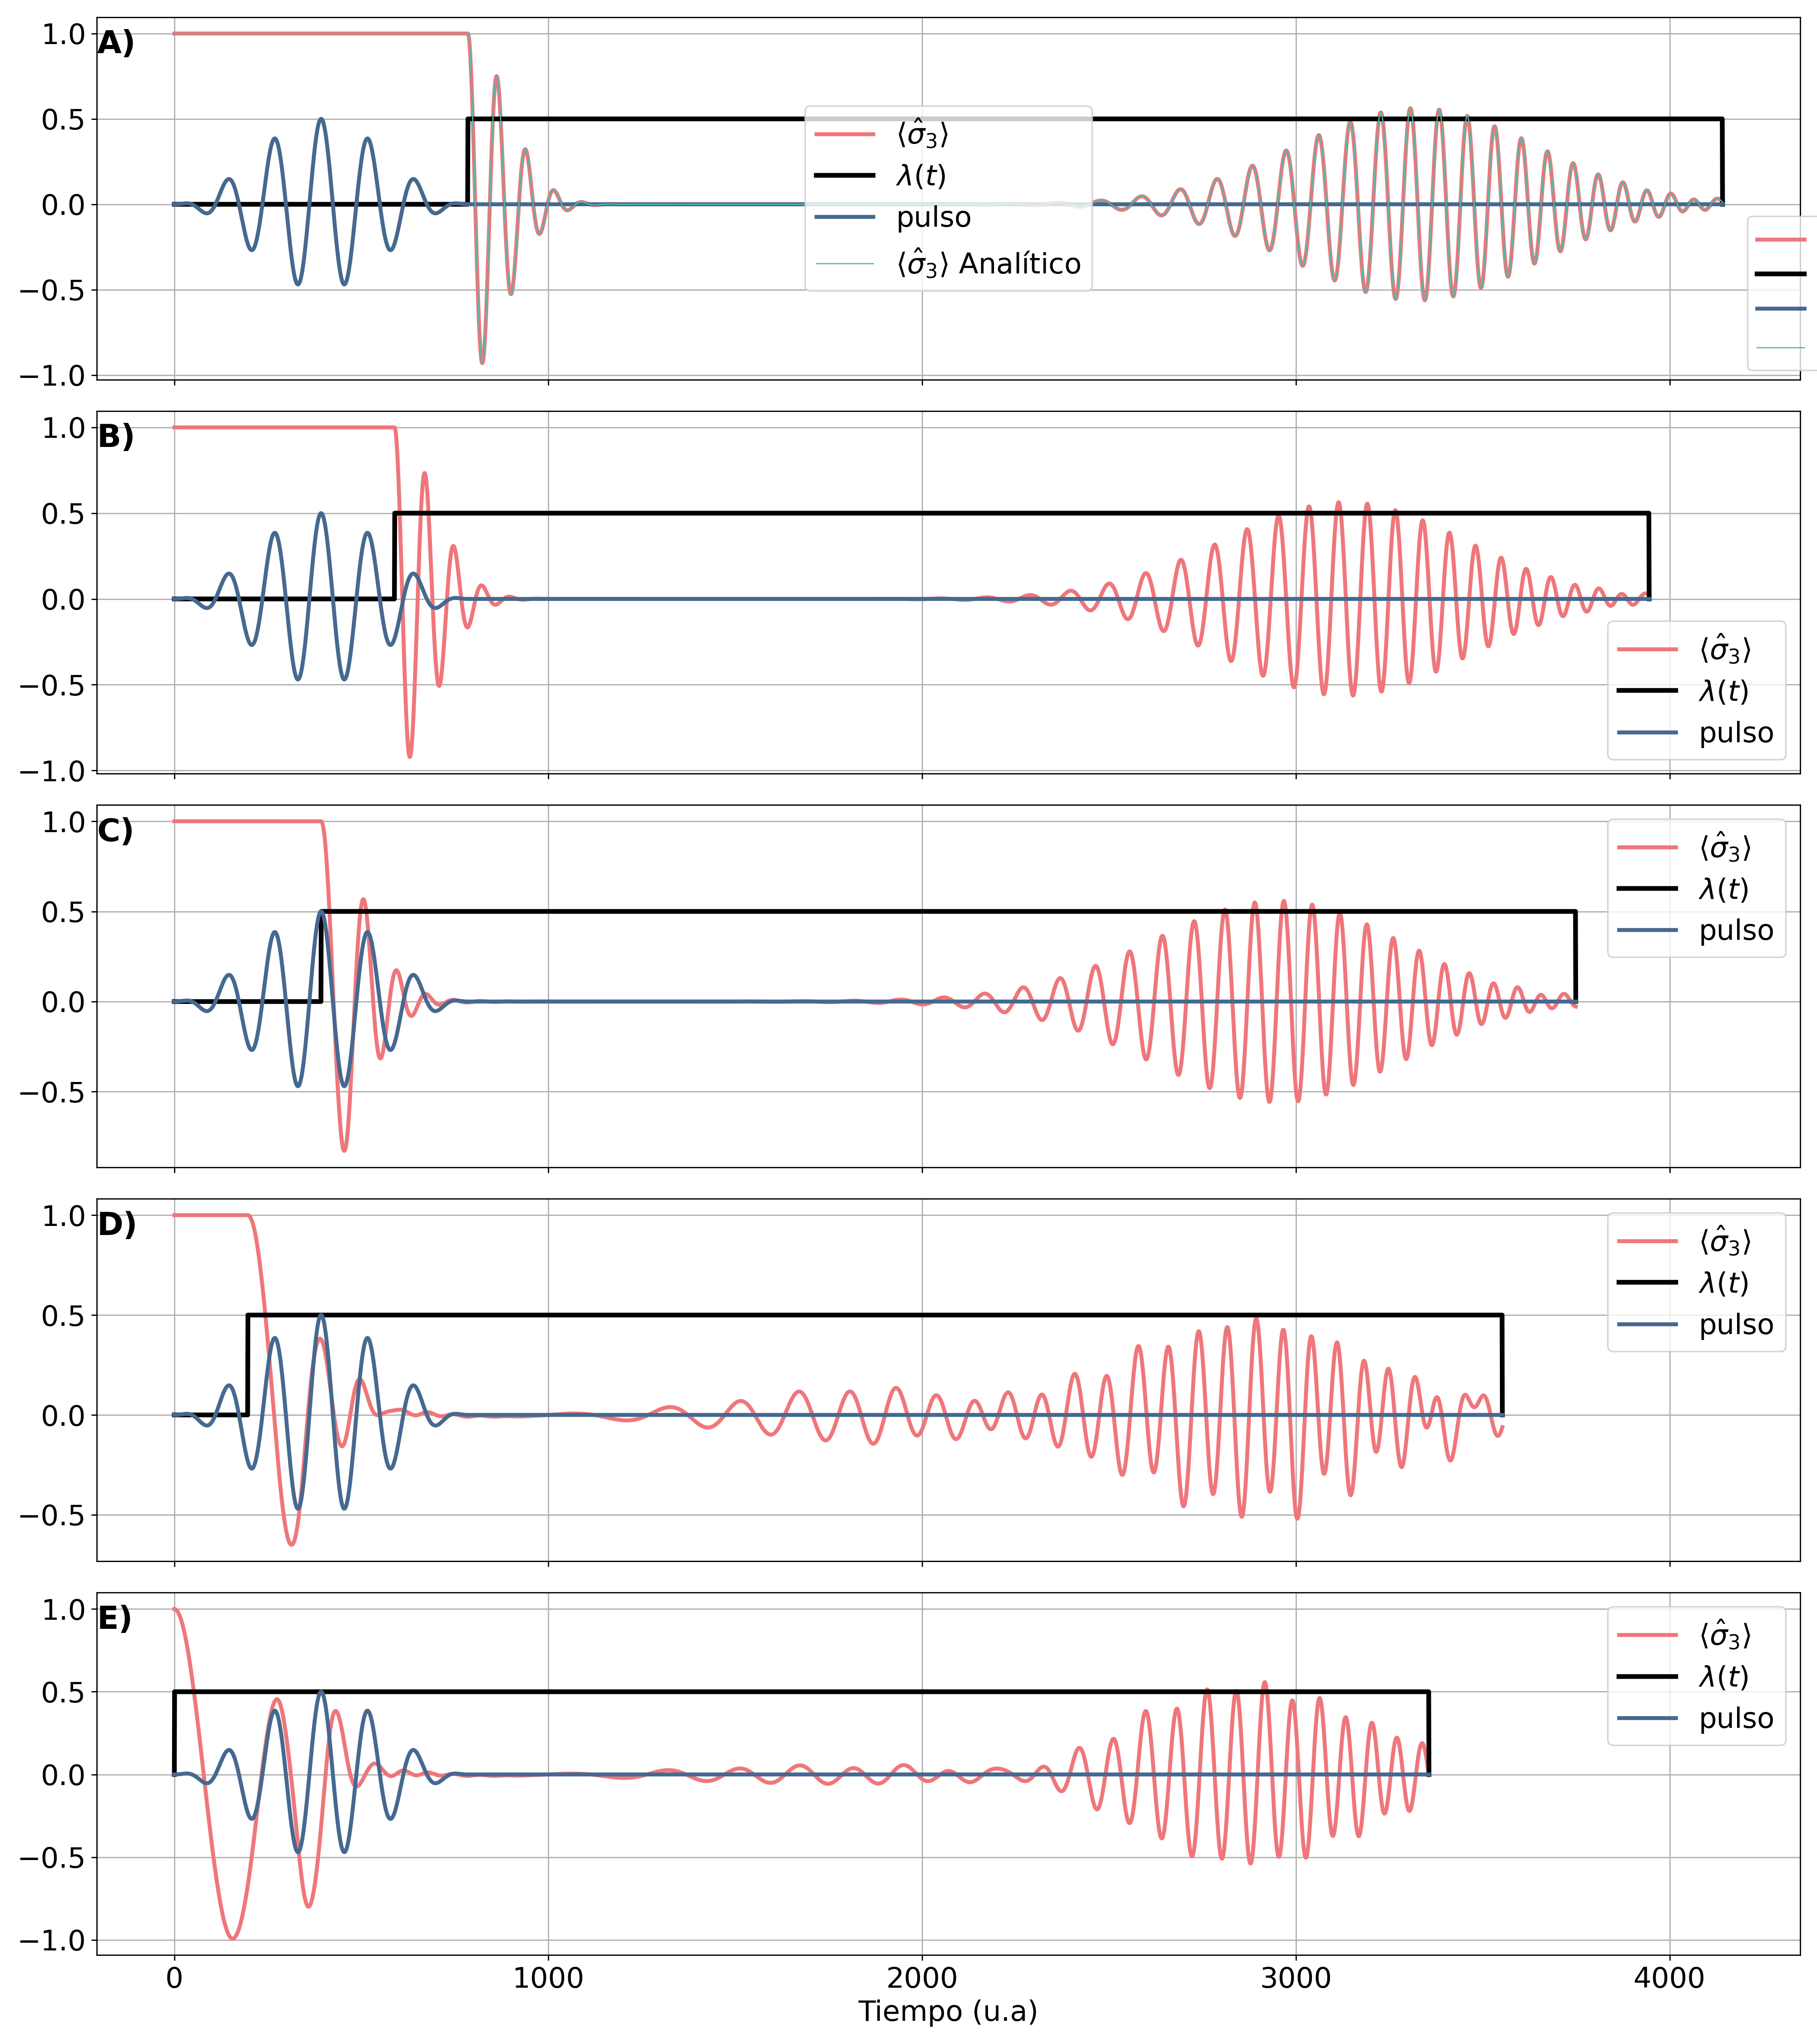 A)
1.0
0.5
0.0
−0.5
−1.0
⟨σ̂₃⟩
λ(t)
pulso
⟨σ̂₃⟩ Analítico
B)
1.0
0.5
0.0
−0.5
−1.0
⟨σ̂₃⟩
λ(t)
pulso
C)
1.0
0.5
0.0
−0.5
⟨σ̂₃⟩
λ(t)
pulso
D)
1.0
0.5
0.0
−0.5
⟨σ̂₃⟩
λ(t)
pulso
E)
1.0
0.5
0.0
−0.5
−1.0
⟨σ̂₃⟩
λ(t)
pulso
0 1000 2000 3000 4000
Tiempo (u.a)